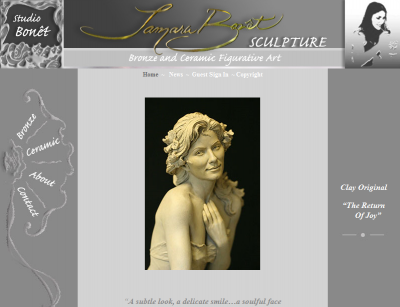 Studio
Bonêt
Tamara Bonét
SCULPTURE
Bronze and Ceramic Figurative Art
Home ~ News ~ Guest Sign In ~ Copyright
Bronze
Ceramic
About
Contact
Clay Original
"The Return
Of Joy"
"A subtle look, a delicate smile…a soulful face